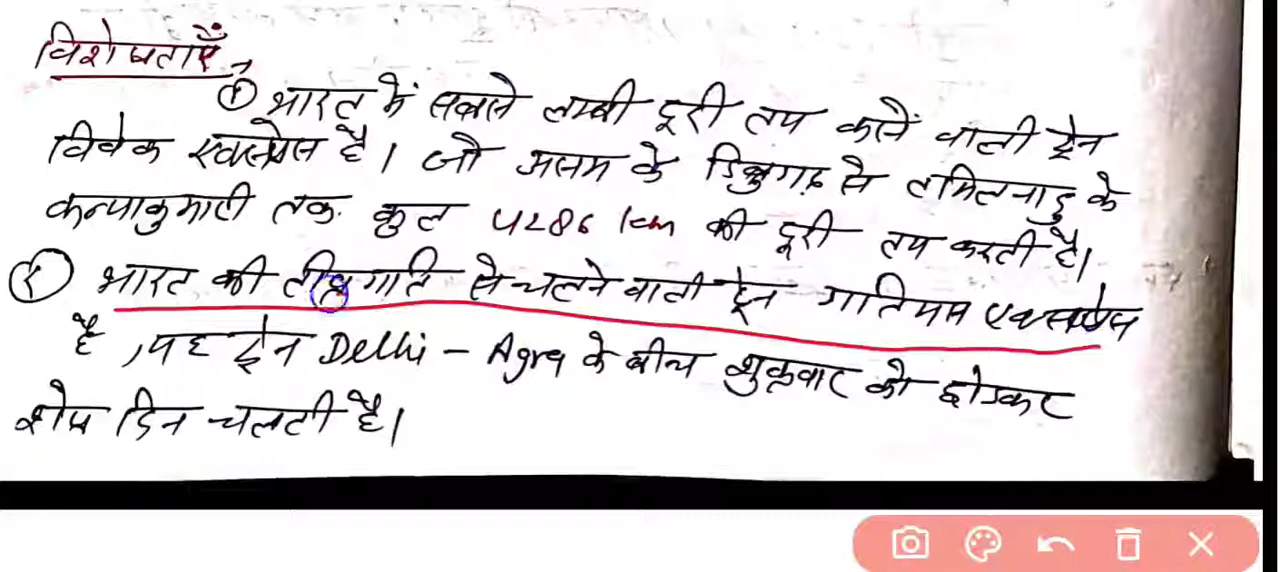 विशेषताएँ →
① भारत में सबसे लम्बी दूरी तय करने वाली ट्रेन
विवेक एक्सप्रेस है। जो असम के डिब्रुगढ़ से तमिलनाडु के
कन्याकुमारी तक कुल 4286 km की दूरी तय करती है।
② भारत की तीव्र गति से चलने वाली ट्रेन गतिमान एक्सप्रेस
है, यह ट्रेन Delhi - Agra के बीच शुक्रवार को छोड़कर
शेष दिन चलती है।